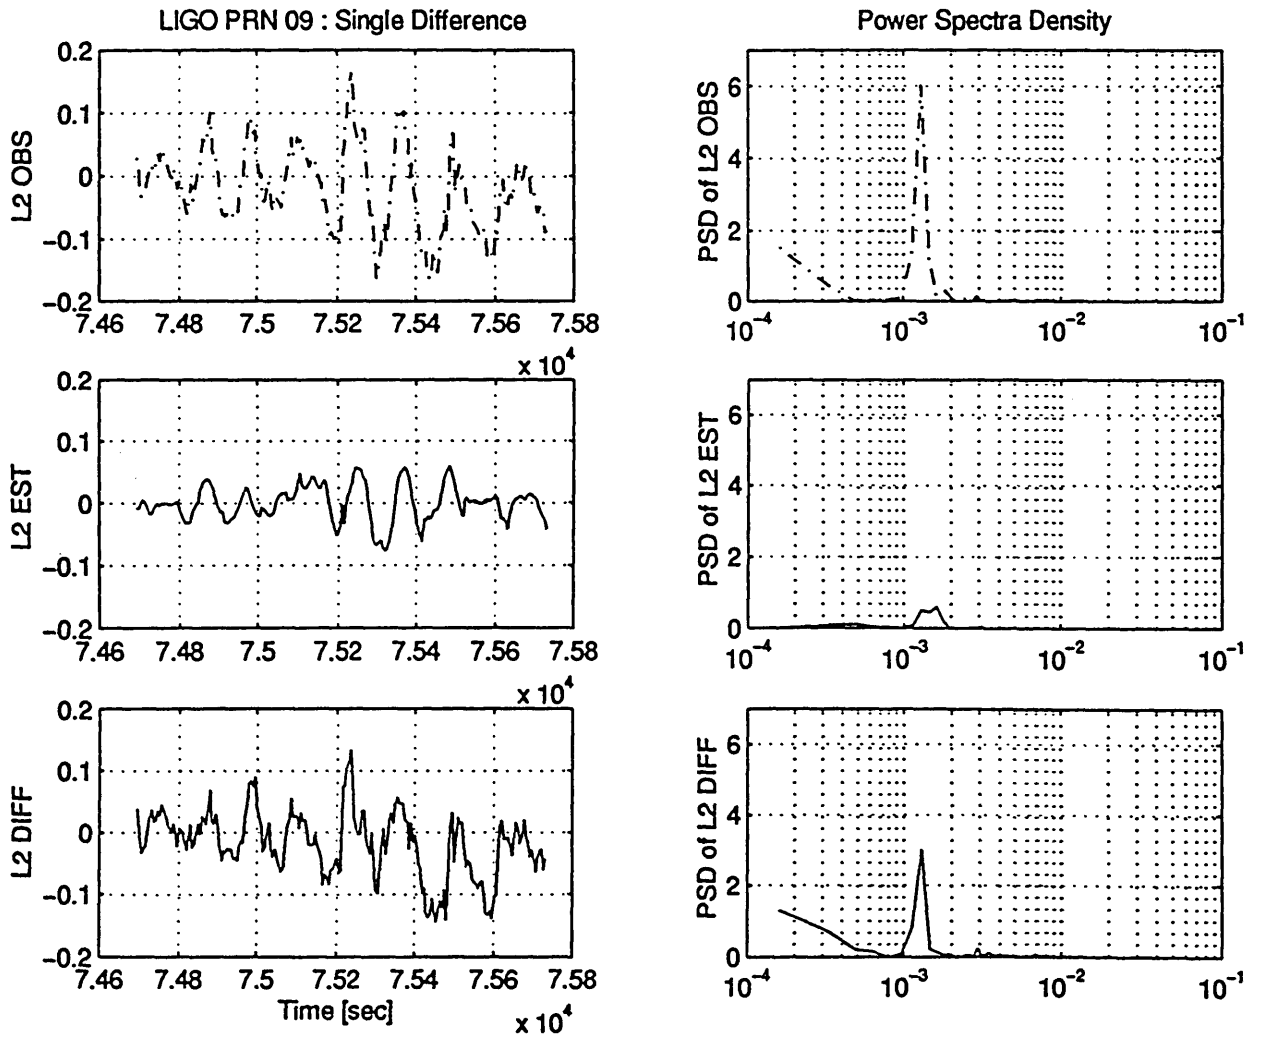 LIGO PRN 09 : Single Difference
0.2
0.1
0
−0.1
−0.2
L2 OBS
7.46 7.48 7.5 7.52 7.54 7.56 7.58
x 10⁴
Power Spectra Density
6
4
2
0
PSD of L2 OBS
10⁻⁴ 10⁻³ 10⁻² 10⁻¹
0.2
0.1
0
−0.1
−0.2
L2 EST
7.46 7.48 7.5 7.52 7.54 7.56 7.58
x 10⁴
6
4
2
0
PSD of L2 EST
10⁻⁴ 10⁻³ 10⁻² 10⁻¹
0.2
0.1
0
−0.1
−0.2
L2 DIFF
7.46 7.48 7.5 7.52 7.54 7.56 7.58
Time [sec]
x 10⁴
6
4
2
0
PSD of L2 DIFF
10⁻⁴ 10⁻³ 10⁻² 10⁻¹